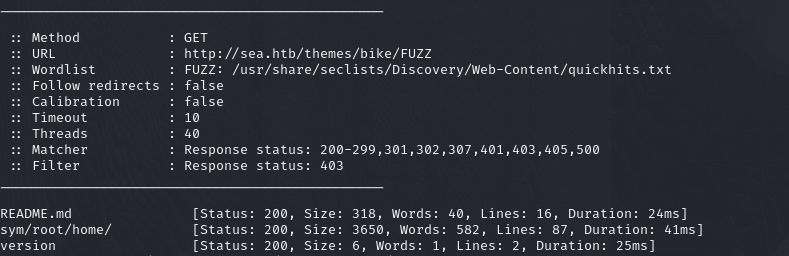 :: Method : GET
:: URL : http://sea.htb/themes/bike/FUZZ
:: Wordlist : FUZZ: /usr/share/seclists/Discovery/Web-Content/quickhits.txt
:: Follow redirects : false
:: Calibration : false
:: Timeout : 10
:: Threads : 40
:: Matcher : Response status: 200-299,301,302,307,401,403,405,500
:: Filter : Response status: 403
README.md [Status: 200, Size: 318, Words: 40, Lines: 16, Duration: 24ms]
sym/root/home/ [Status: 200, Size: 3650, Words: 582, Lines: 87, Duration: 41ms]
version [Status: 200, Size: 6, Words: 1, Lines: 2, Duration: 25ms]